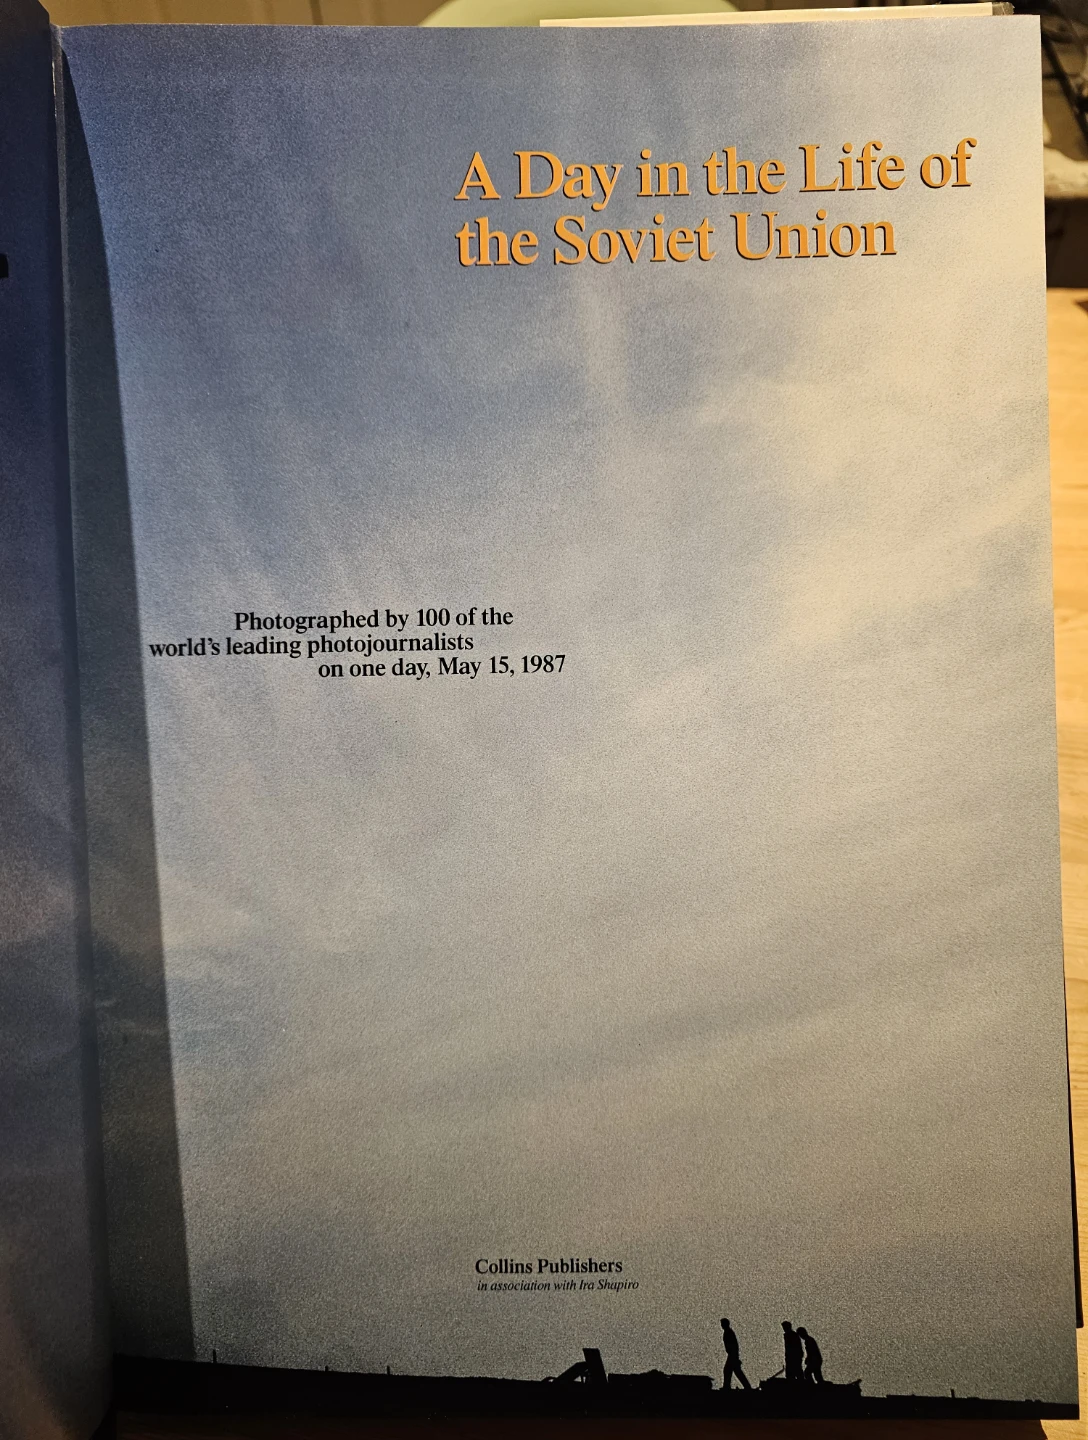 A Day in the Life of
the Soviet Union
Photographed by 100 of the
world's leading photojournalists
on one day, May 15, 1987
Collins Publishers
in association with Ira Shapiro